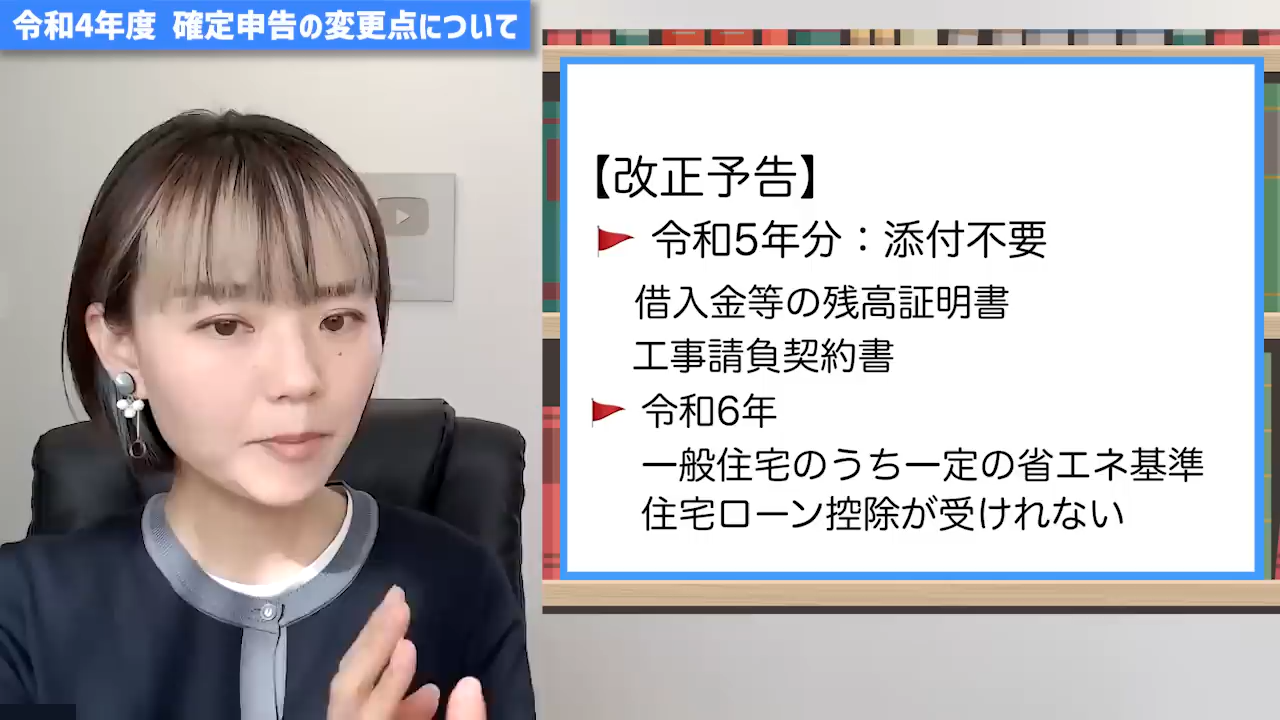 令和4年度 確定申告の変更点について
【改正予告】
令和5年分：添付不要
借入金等の残高証明書
工事請負契約書
令和6年
一般住宅のうち一定の省エネ基準
住宅ローン控除が受けれない